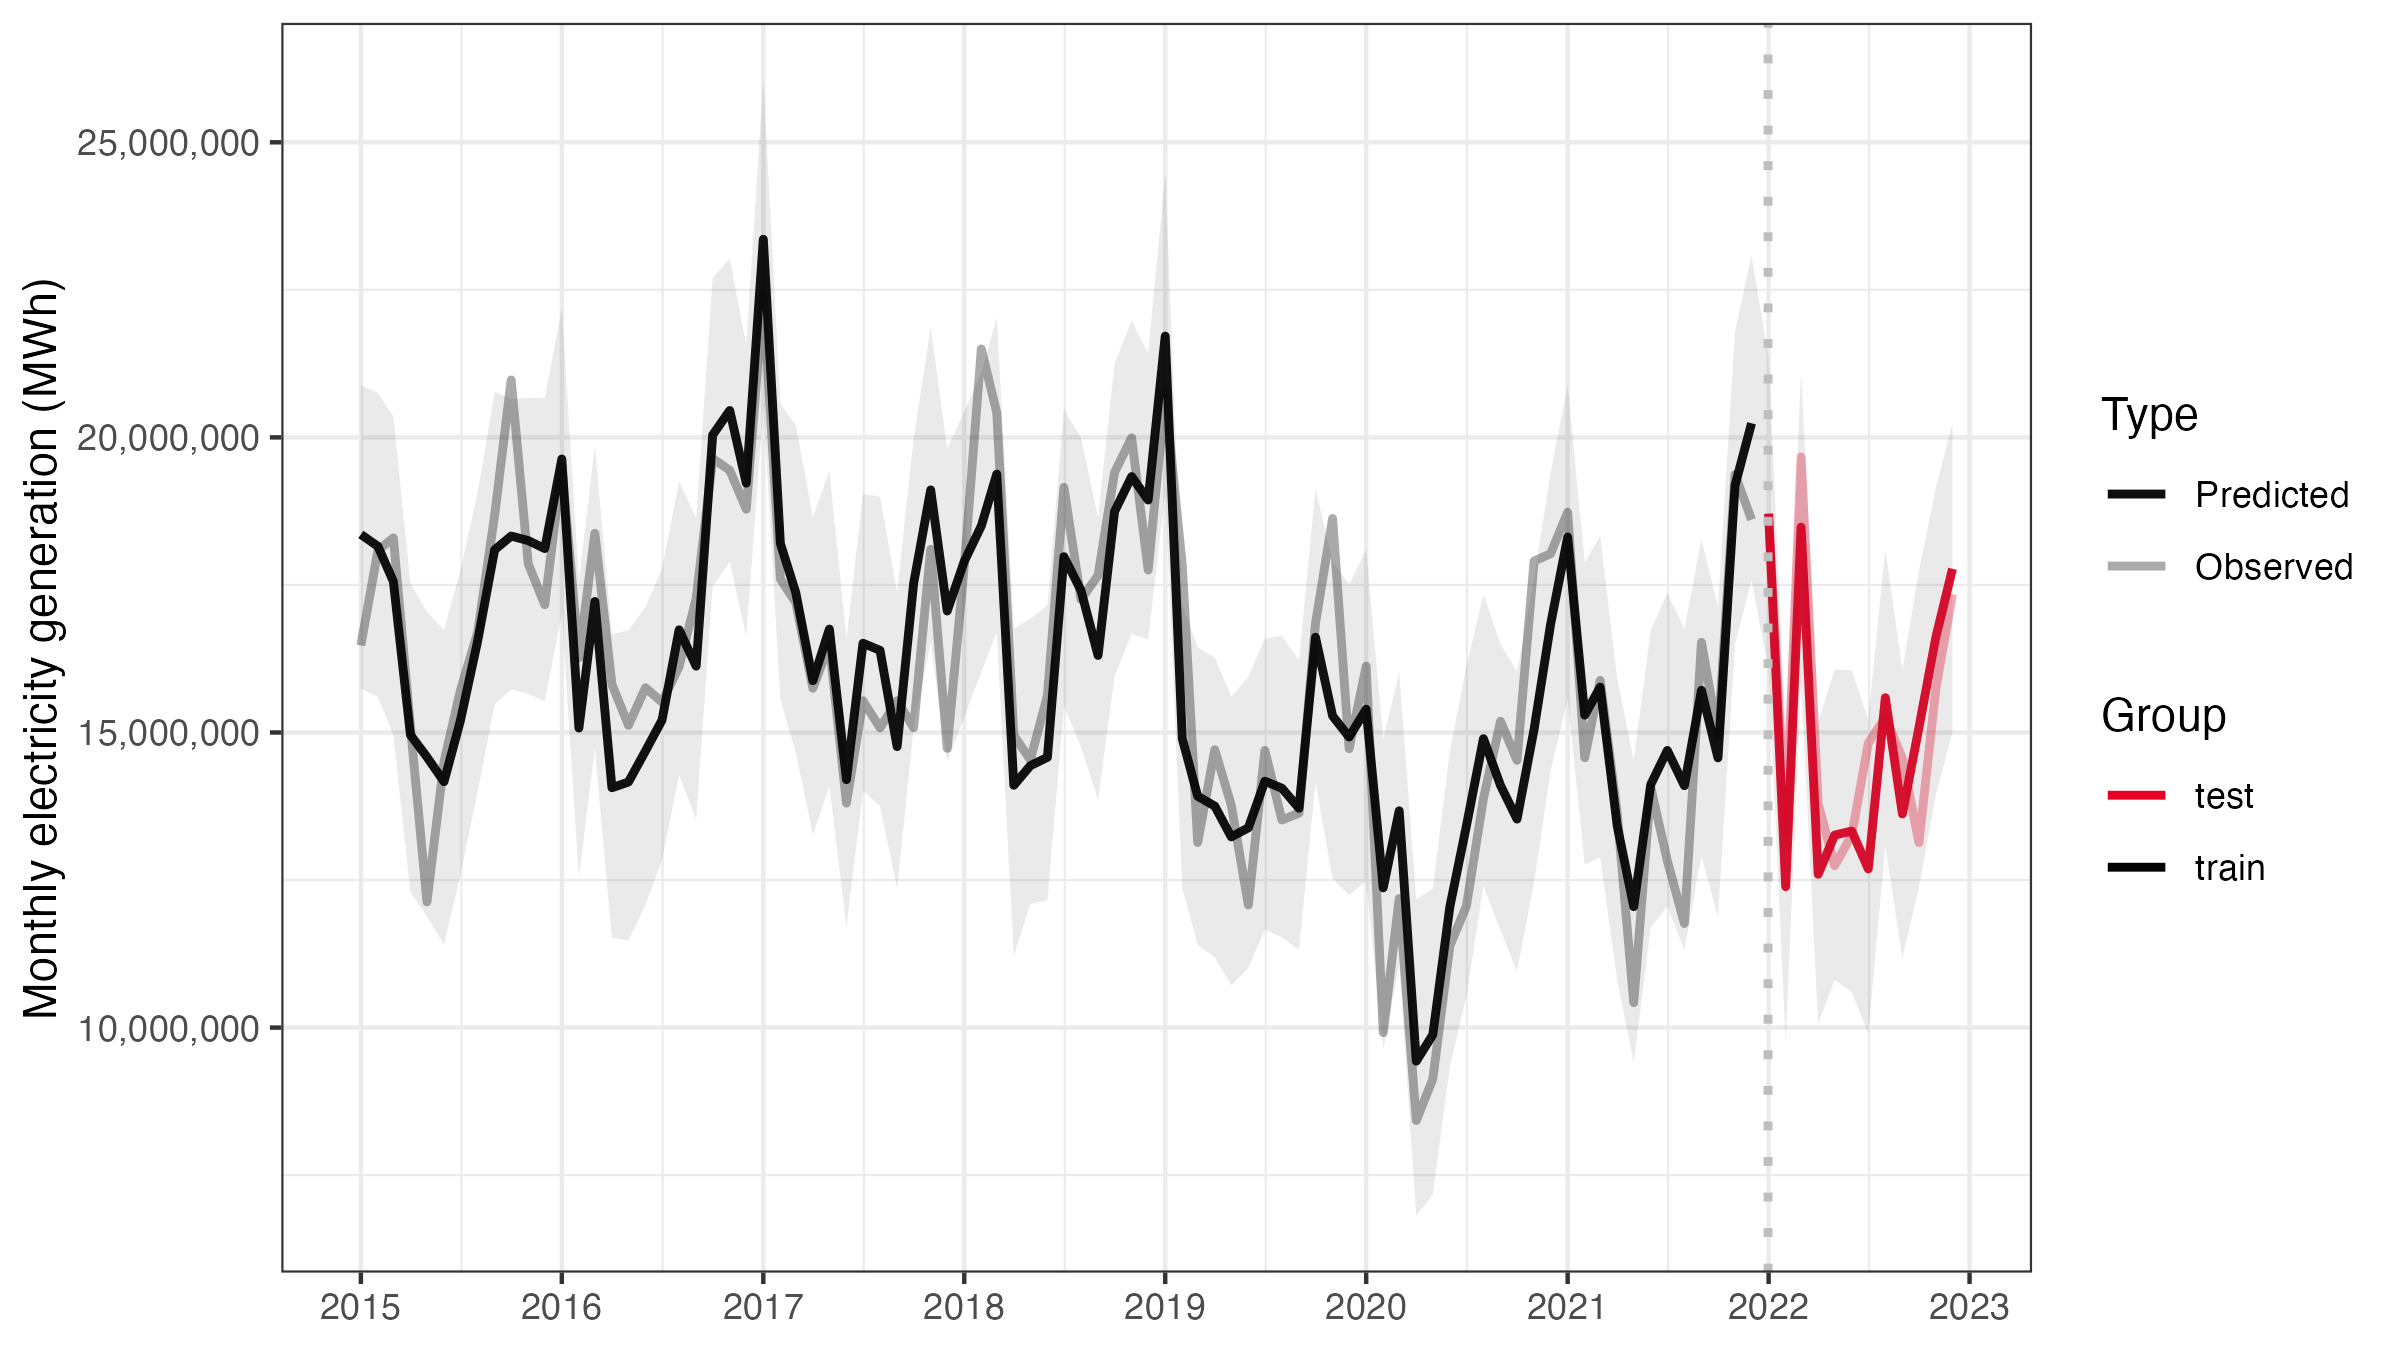 Monthly electricity generation (MWh)
25,000,000
20,000,000
15,000,000
10,000,000
2015 2016 2017 2018 2019 2020 2021 2022 2023
Type
Predicted
Observed
Group
test
train